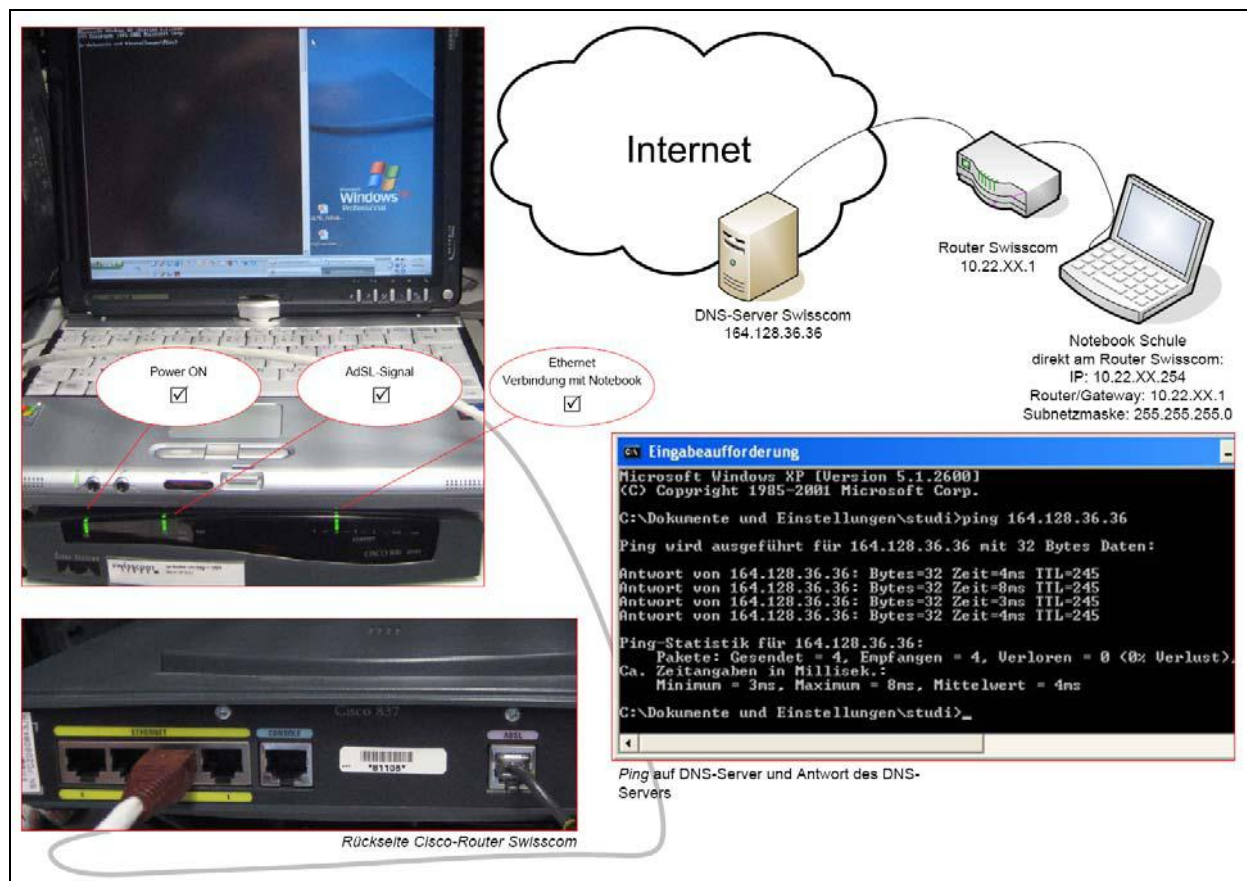 Microsoft
Windows XP
Professional
Power ON
AdSL-Signal
Ethernet
Verbindung mit Notebook
CISCO 800
Internet
DNS-Server Swisscom
164.128.36.36
Router Swisscom
10.22.XX.1
Notebook Schule
direkt am Router Swisscom:
IP: 10.22.XX.254
Router/Gateway: 10.22.XX.1
Subnetzmaske: 255.255.255.0
Eingabeaufforderung
Microsoft Windows XP [Version 5.1.2600]
(C) Copyright 1985-2001 Microsoft Corp.
C:\Dokumente und Einstellungen\studi>ping 164.128.36.36
Ping wird ausgeführt für 164.128.36.36 mit 32 Bytes Daten:
Antwort von 164.128.36.36: Bytes=32 Zeit=4ms TTL=245
Antwort von 164.128.36.36: Bytes=32 Zeit=8ms TTL=245
Antwort von 164.128.36.36: Bytes=32 Zeit=3ms TTL=245
Antwort von 164.128.36.36: Bytes=32 Zeit=4ms TTL=245
Ping-Statistik für 164.128.36.36:
Pakete: Gesendet = 4, Empfangen = 4, Verloren = 0 (0% Verlust),
Ca. Zeitangaben in Millisek.:
Minimum = 3ms, Maximum = 8ms, Mittelwert = 4ms
C:\Dokumente und Einstellungen\studi>_
Ping auf DNS-Server und Antwort des DNS-
Servers
Cisco 837
ETHERNET
CONSOLE
ADSL
*81105*
Rückseite Cisco-Router Swisscom